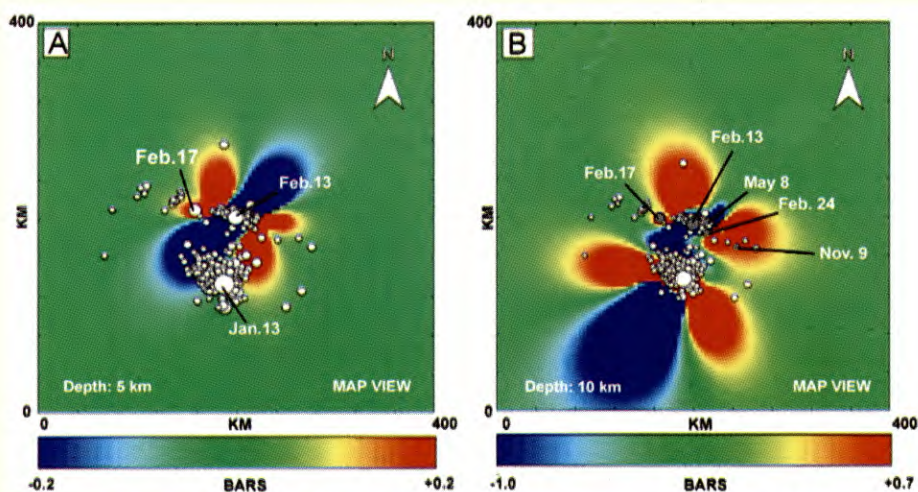 400
A
N
Feb.17
Feb.13
KM
Jan.13
Depth: 5 km
MAP VIEW
0
KM
400
-0.2
BARS
+0.2
400
B
N
Feb.13
Feb.17
May 8
Feb. 24
KM
Nov. 9
Depth: 10 km
MAP VIEW
0
KM
400
-1.0
BARS
+0.7